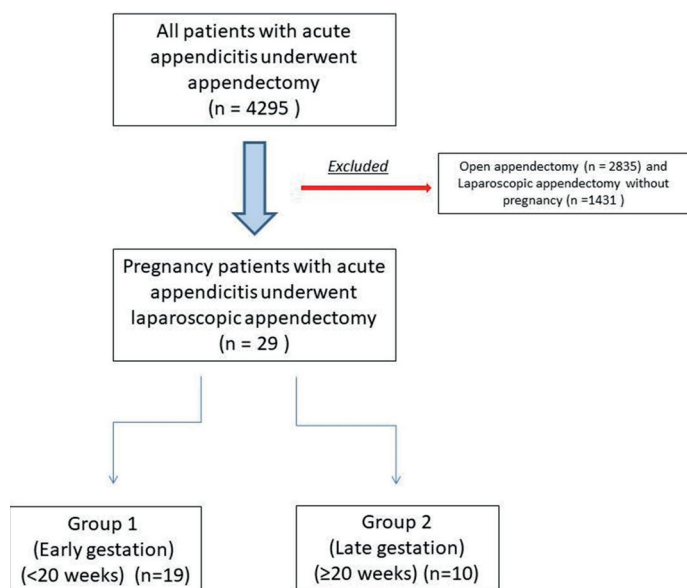 All patients with acute
appendicitis underwent
appendectomy
(n = 4295 )
Excluded
Open appendectomy (n = 2835) and
Laparoscopic appendectomy without
pregnancy (n =1431 )
Pregnancy patients with acute
appendicitis underwent
laparoscopic appendectomy
(n = 29 )
Group 1
(Early gestation)
(<20 weeks) (n=19)
Group 2
(Late gestation)
(≥20 weeks) (n=10)